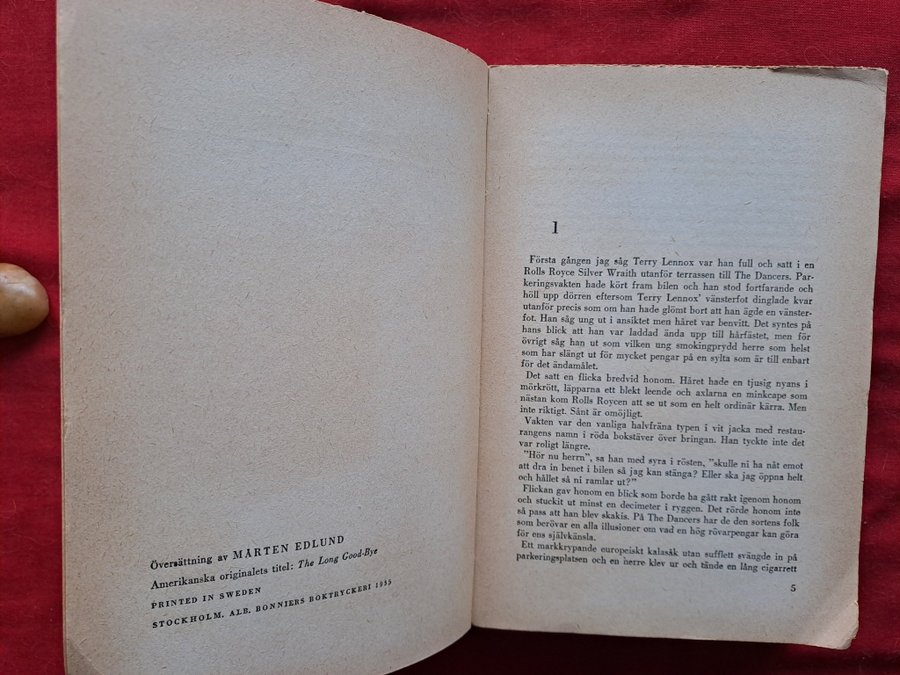 Översättning av MÅRTEN EDLUND
Amerikanska originalets titel: The Long Good-Bye
PRINTED IN SWEDEN
STOCKHOLM. ALB. BONNIERS BOKTRYCKERI 1955
1
Första gången jag såg Terry Lennox var han full och satt i en
Rolls Royce Silver Wraith utanför terrassen till The Dancers. Par-
keringsvakten hade kört fram bilen och han stod fortfarande och
höll upp dörren eftersom Terry Lennox' vänsterfot dinglade kvar
utanför precis som om han hade glömt bort att han ägde en vänster-
fot. Han såg ung ut i ansiktet men håret var benvitt. Det syntes på
hans blick att han var laddad ända upp till hårfästet, men för
övrigt såg han ut som vilken ung smokingprydd herre som helst
som har slängt ut för mycket pengar på en sylta som är till enbart
för det ändamålet.
Det satt en flicka bredvid honom. Håret hade en tjusig nyans i
mörkrött, läpparna ett blekt leende och axlarna en minkcape som
nästan kom Rolls Roycen att se ut som en helt ordinär kärra. Men
inte riktigt. Sånt är omöjligt.
Vakten var den vanliga halvfräna typen i vit jacka med restau-
rangens namn i röda bokstäver över bringan. Han tyckte inte det
var roligt längre.
"Hör nu herrn", sa han med syra i rösten, "skulle ni ha nåt emot
att dra in benet i bilen så jag kan stänga? Eller ska jag öppna helt
och hållet så ni ramlar ut?"
Flickan gav honom en blick som borde ha gått rakt igenom honom
och stuckit ut minst en decimeter i ryggen. Det rörde honom inte
så pass att han blev skakis. På The Dancers har de den sortens folk
som berövar en alla illusioner om vad en hög rövarpengar kan göra
för ens självkänsla.
Ett markkrypande europeiskt kalasåk utan sufflett svängde in på
parkeringsplatsen och en herre klev ur och tände en lång cigarrett
5